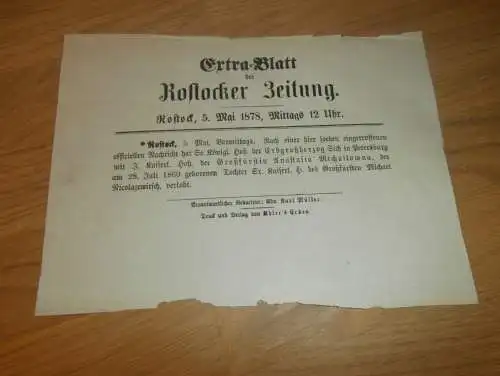 Extra-Blatt
der
Rostocker Zeitung.
Rostock, 5. Mai 1878, Mittags 12 Uhr.
* Rostock, 5. Mai, Vormittags. Nach einer hier soeben eingetroffenen
officiellen Nachricht hat Se. Königl. Hoh. der Erbgroßherzog Sich in Petersburg
mit J. Kaiserl. Hoh. der Großfürstin Anastasia Michailowna, der
am 28. Juli 1860 geborenen Tochter Sr. Kaiserl. H. des Großfürsten Michael
Nicolajewitsch, verlobt.
Verantwortlicher Redacteur: Karl Müller.
Druck und Verlag von Adler's Erben.